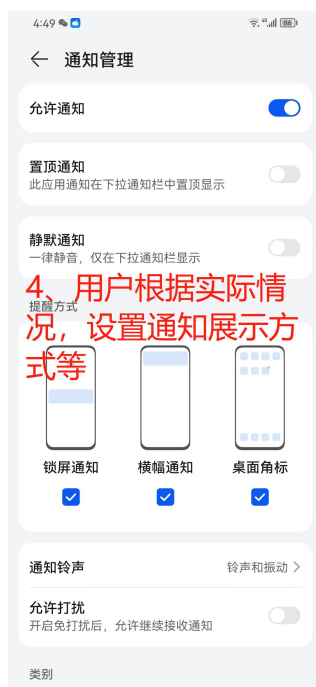 4:49
通知管理
允许通知
置顶通知
此应用通知在下拉通知栏中置顶显示
静默通知
一律静音，仅在下拉通知栏显示
提醒方式
4、用户根据实际情
况，设置通知展示方
式等
锁屏通知 横幅通知 桌面角标
通知铃声 铃声和振动
允许打扰
开启免打扰后，允许继续接收通知
类别